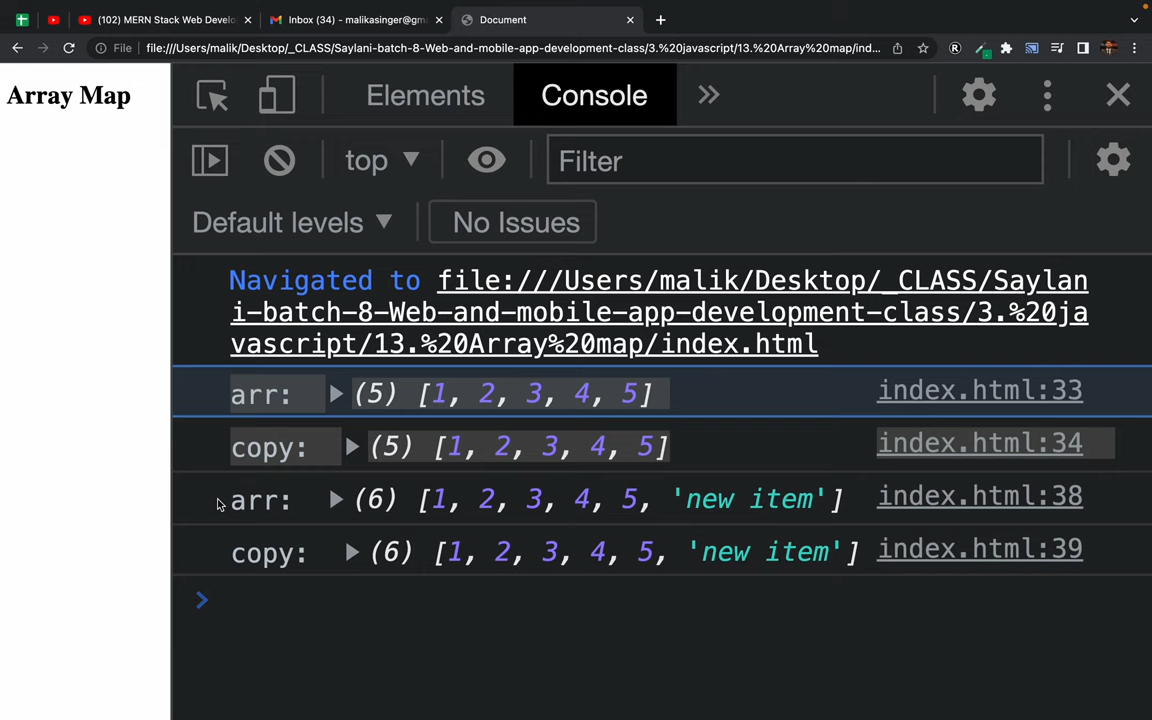 (102) MERN Stack Web Develo
Inbox (34) - malikasinger@gm
Document
File
file:///Users/malik/Desktop/_CLASS/Saylani-batch-8-Web-and-mobile-app-development-class/3.%20javascript/13.%20Array%20map/ind...
Array Map
Elements
Console
top
Filter
Default levels
No Issues
Navigated to file:///Users/malik/Desktop/_CLASS/Saylan
i-batch-8-Web-and-mobile-app-development-class/3.%20ja
vascript/13.%20Array%20map/index.html
arr: (5) [1, 2, 3, 4, 5] index.html:33
copy: (5) [1, 2, 3, 4, 5] index.html:34
arr: (6) [1, 2, 3, 4, 5, 'new item'] index.html:38
copy: (6) [1, 2, 3, 4, 5, 'new item'] index.html:39